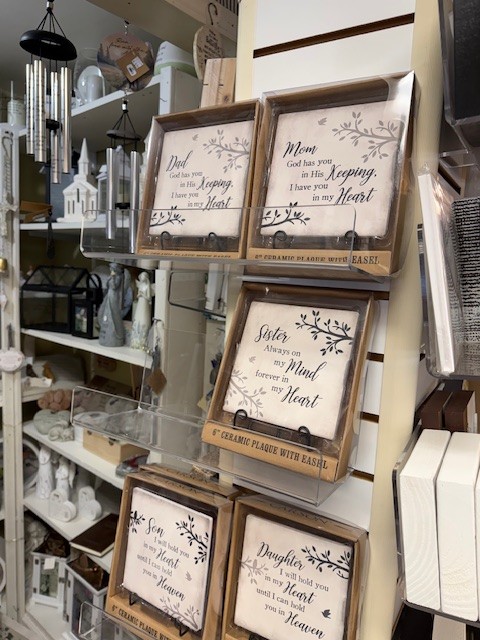 Dad
God has you
in His Keeping,
I have you
in my Heart
Mom
God has you
in His Keeping,
I have you
in my Heart
6" CERAMIC PLAQUE WITH EASEL
Sister
Always on
my Mind
forever in
my Heart
6" CERAMIC PLAQUE WITH EASEL
Son
I will hold you
in my Heart
until I can hold
you in Heaven
6" CERAMIC PLAQUE
Daughter
I will hold you
in my Heart
until I can hold
you in Heaven